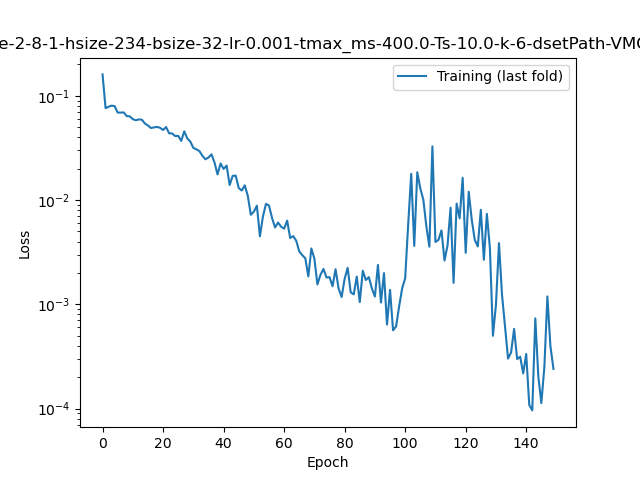 e-2-8-1-hsize-234-bsize-32-lr-0.001-tmax_ms-400.0-Ts-10.0-k-6-dsetPath-VMC
Training (last fold)
Loss
10⁻¹
10⁻²
10⁻³
10⁻⁴
0 20 40 60 80 100 120 140
Epoch